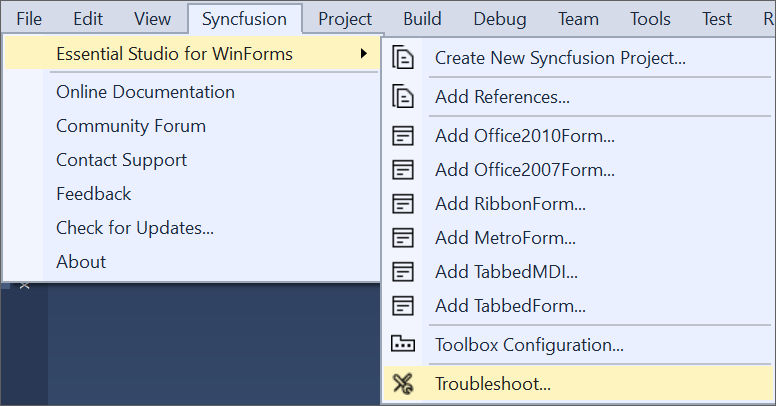 File Edit View Syncfusion Project Build Debug Team Tools Test R
Essential Studio for WinForms
Online Documentation
Community Forum
Contact Support
Feedback
Check for Updates...
About
Create New Syncfusion Project...
Add References...
Add Office2010Form...
Add Office2007Form...
Add RibbonForm...
Add MetroForm...
Add TabbedMDI...
Add TabbedForm...
Toolbox Configuration...
Troubleshoot...